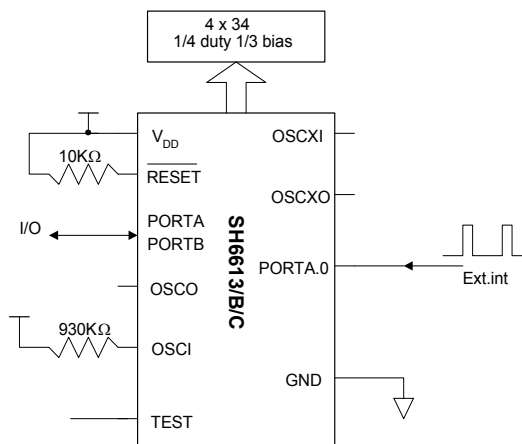 4 x 34
1/4 duty 1/3 bias
VDD
OSCXI
10KΩ
RESET
OSCXO
I/O
PORTA
PORTB
SH6613/B/C
PORTA.0
Ext.int
OSCO
930KΩ
OSCI
GND
TEST